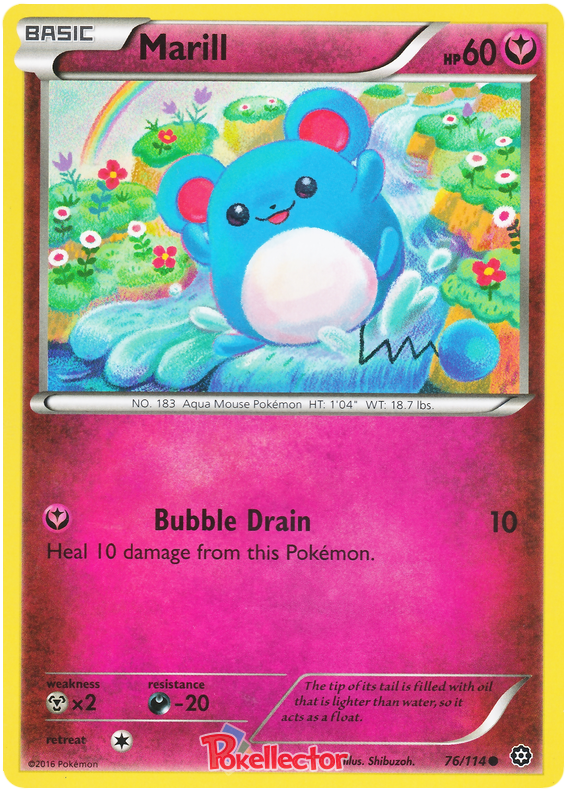 BASIC
Marill
HP60
NO. 183 Aqua Mouse Pokémon HT: 1'04" WT: 18.7 lbs.
Bubble Drain 10
Heal 10 damage from this Pokémon.
weakness
×2
resistance
-20
retreat
The tip of its tail is filled with oil
that is lighter than water, so it
acts as a float.
©2016 Pokémon
Pokellector
Illus. Shibuzoh.
76/114